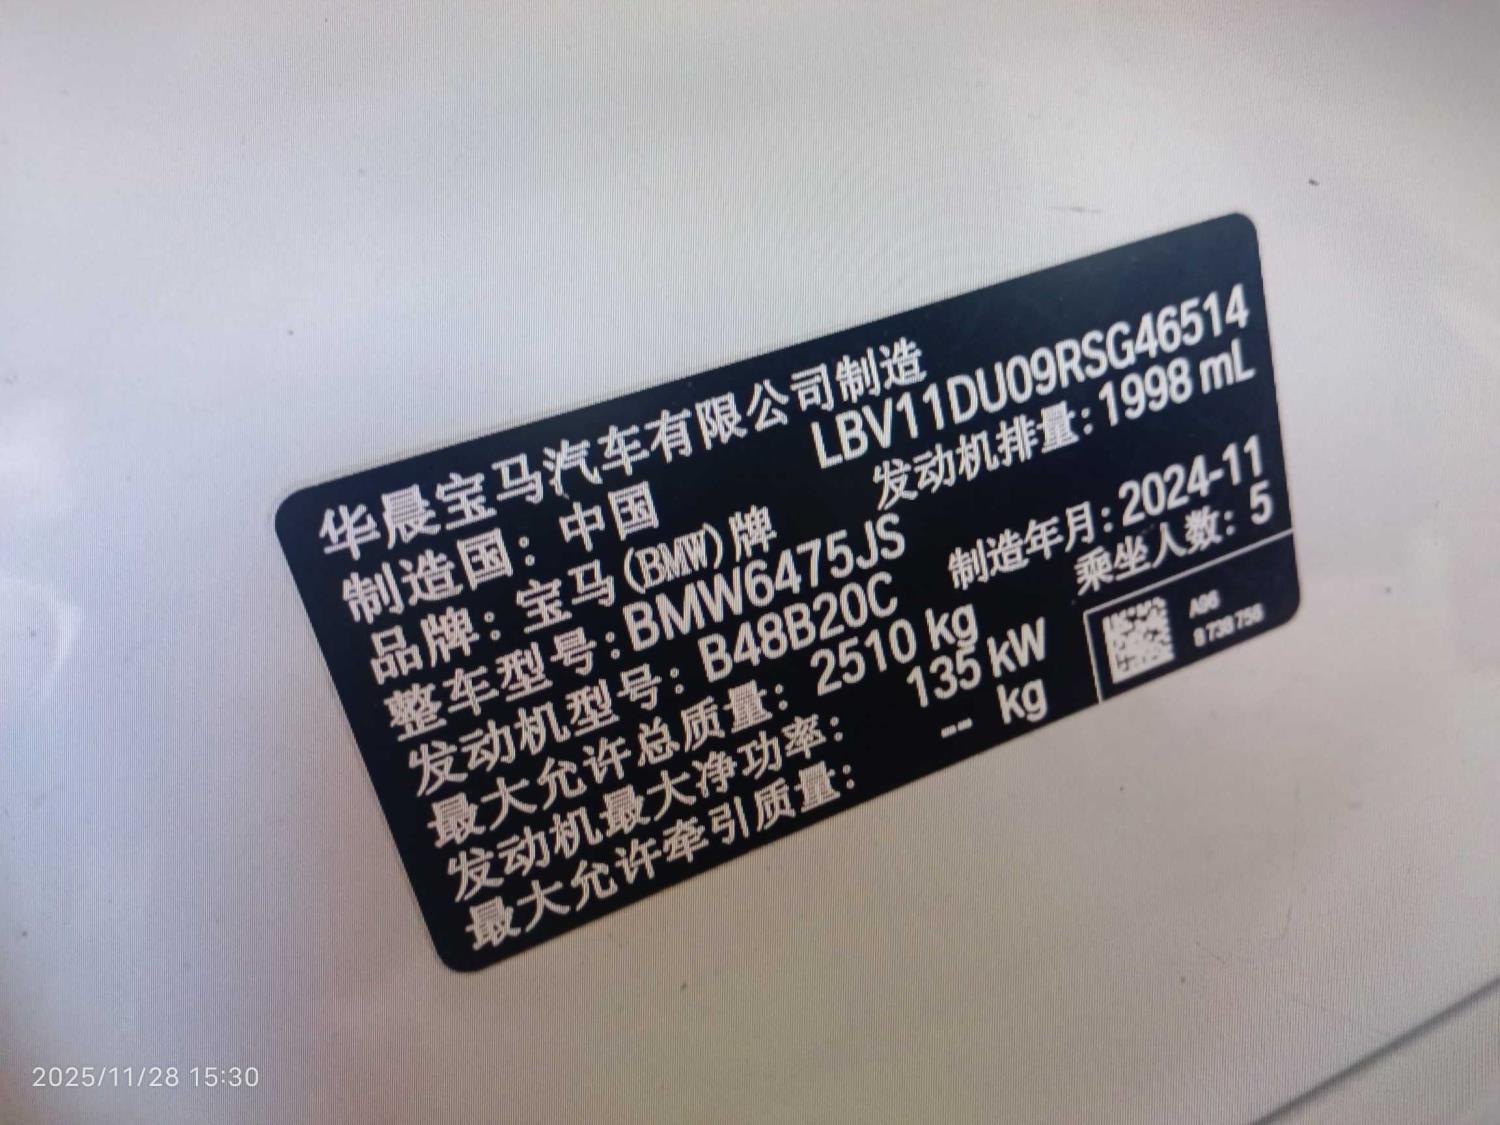 华晨宝马汽车有限公司制造
制造国：中国 LBV11DU09RSG46514
品牌：宝马(BMW)牌 发动机排量：1998 mL
整车型号：BMW6475JS
发动机型号：B48B20C 制造年月：2024-11
最大允许总质量：2510 kg 乘坐人数：5
发动机最大净功率：135 kW
最大允许牵引质量：-- kg
A96
9 738 756
2025/11/28 15:30